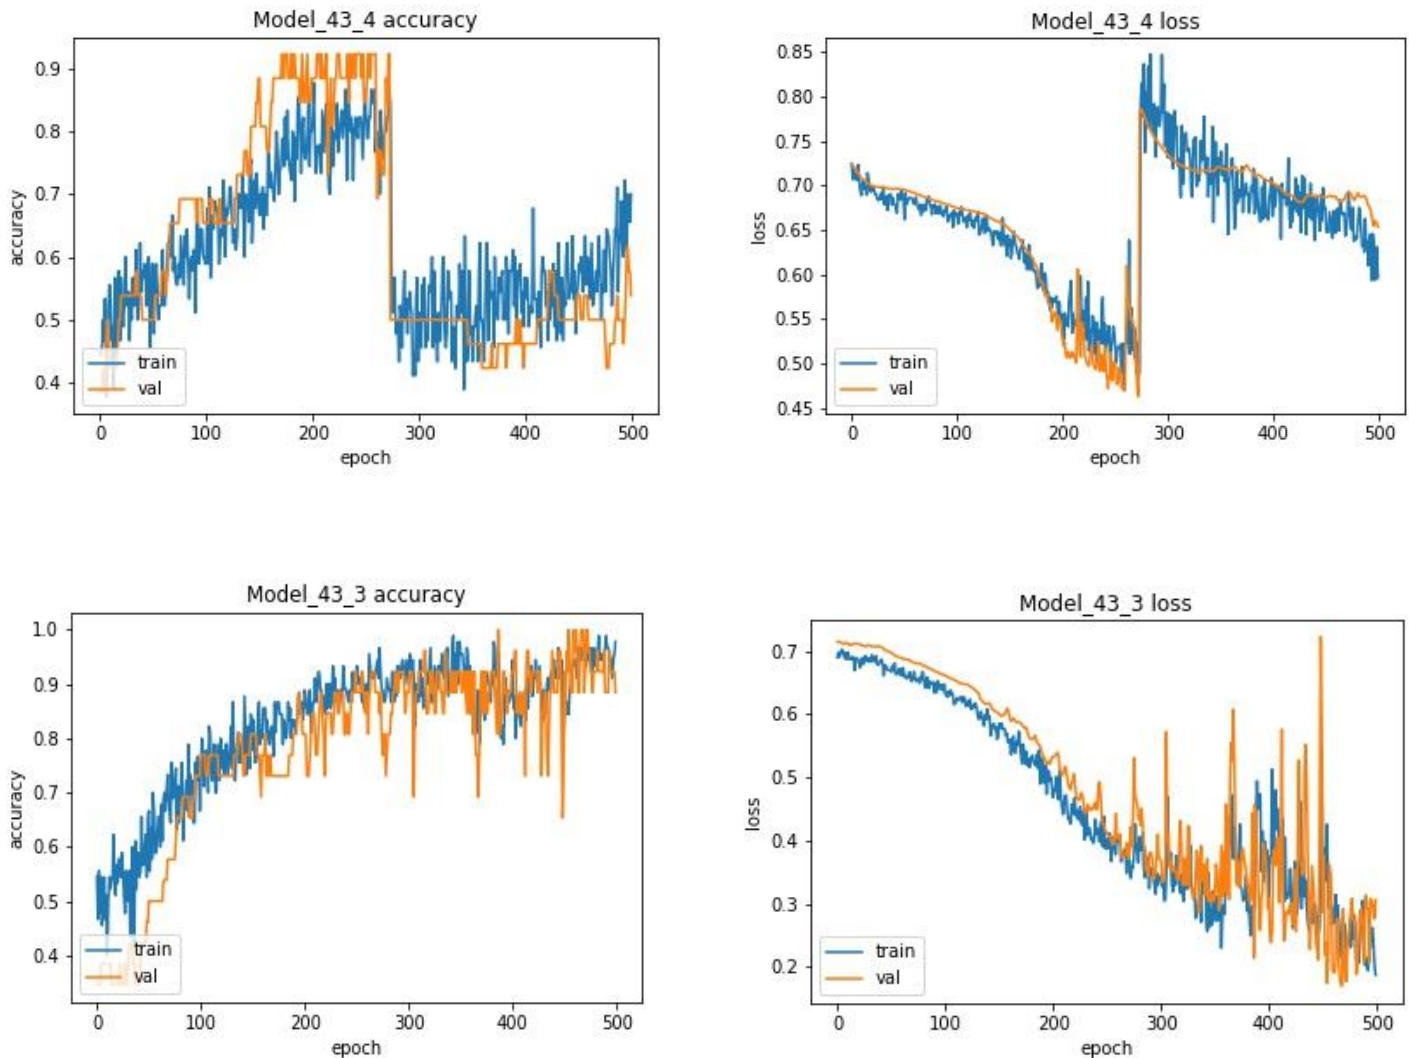 Model_43_4 accuracy
0.9
0.8
0.7
0.6
0.5
0.4
accuracy
train
val
0 100 200 300 400 500
epoch
Model_43_4 loss
0.85
0.80
0.75
0.70
0.65
0.60
0.55
0.50
0.45
loss
train
val
0 100 200 300 400 500
epoch
Model_43_3 accuracy
1.0
0.9
0.8
0.7
0.6
0.5
0.4
accuracy
train
val
0 100 200 300 400 500
epoch
Model_43_3 loss
0.7
0.6
0.5
0.4
0.3
0.2
loss
train
val
0 100 200 300 400 500
epoch